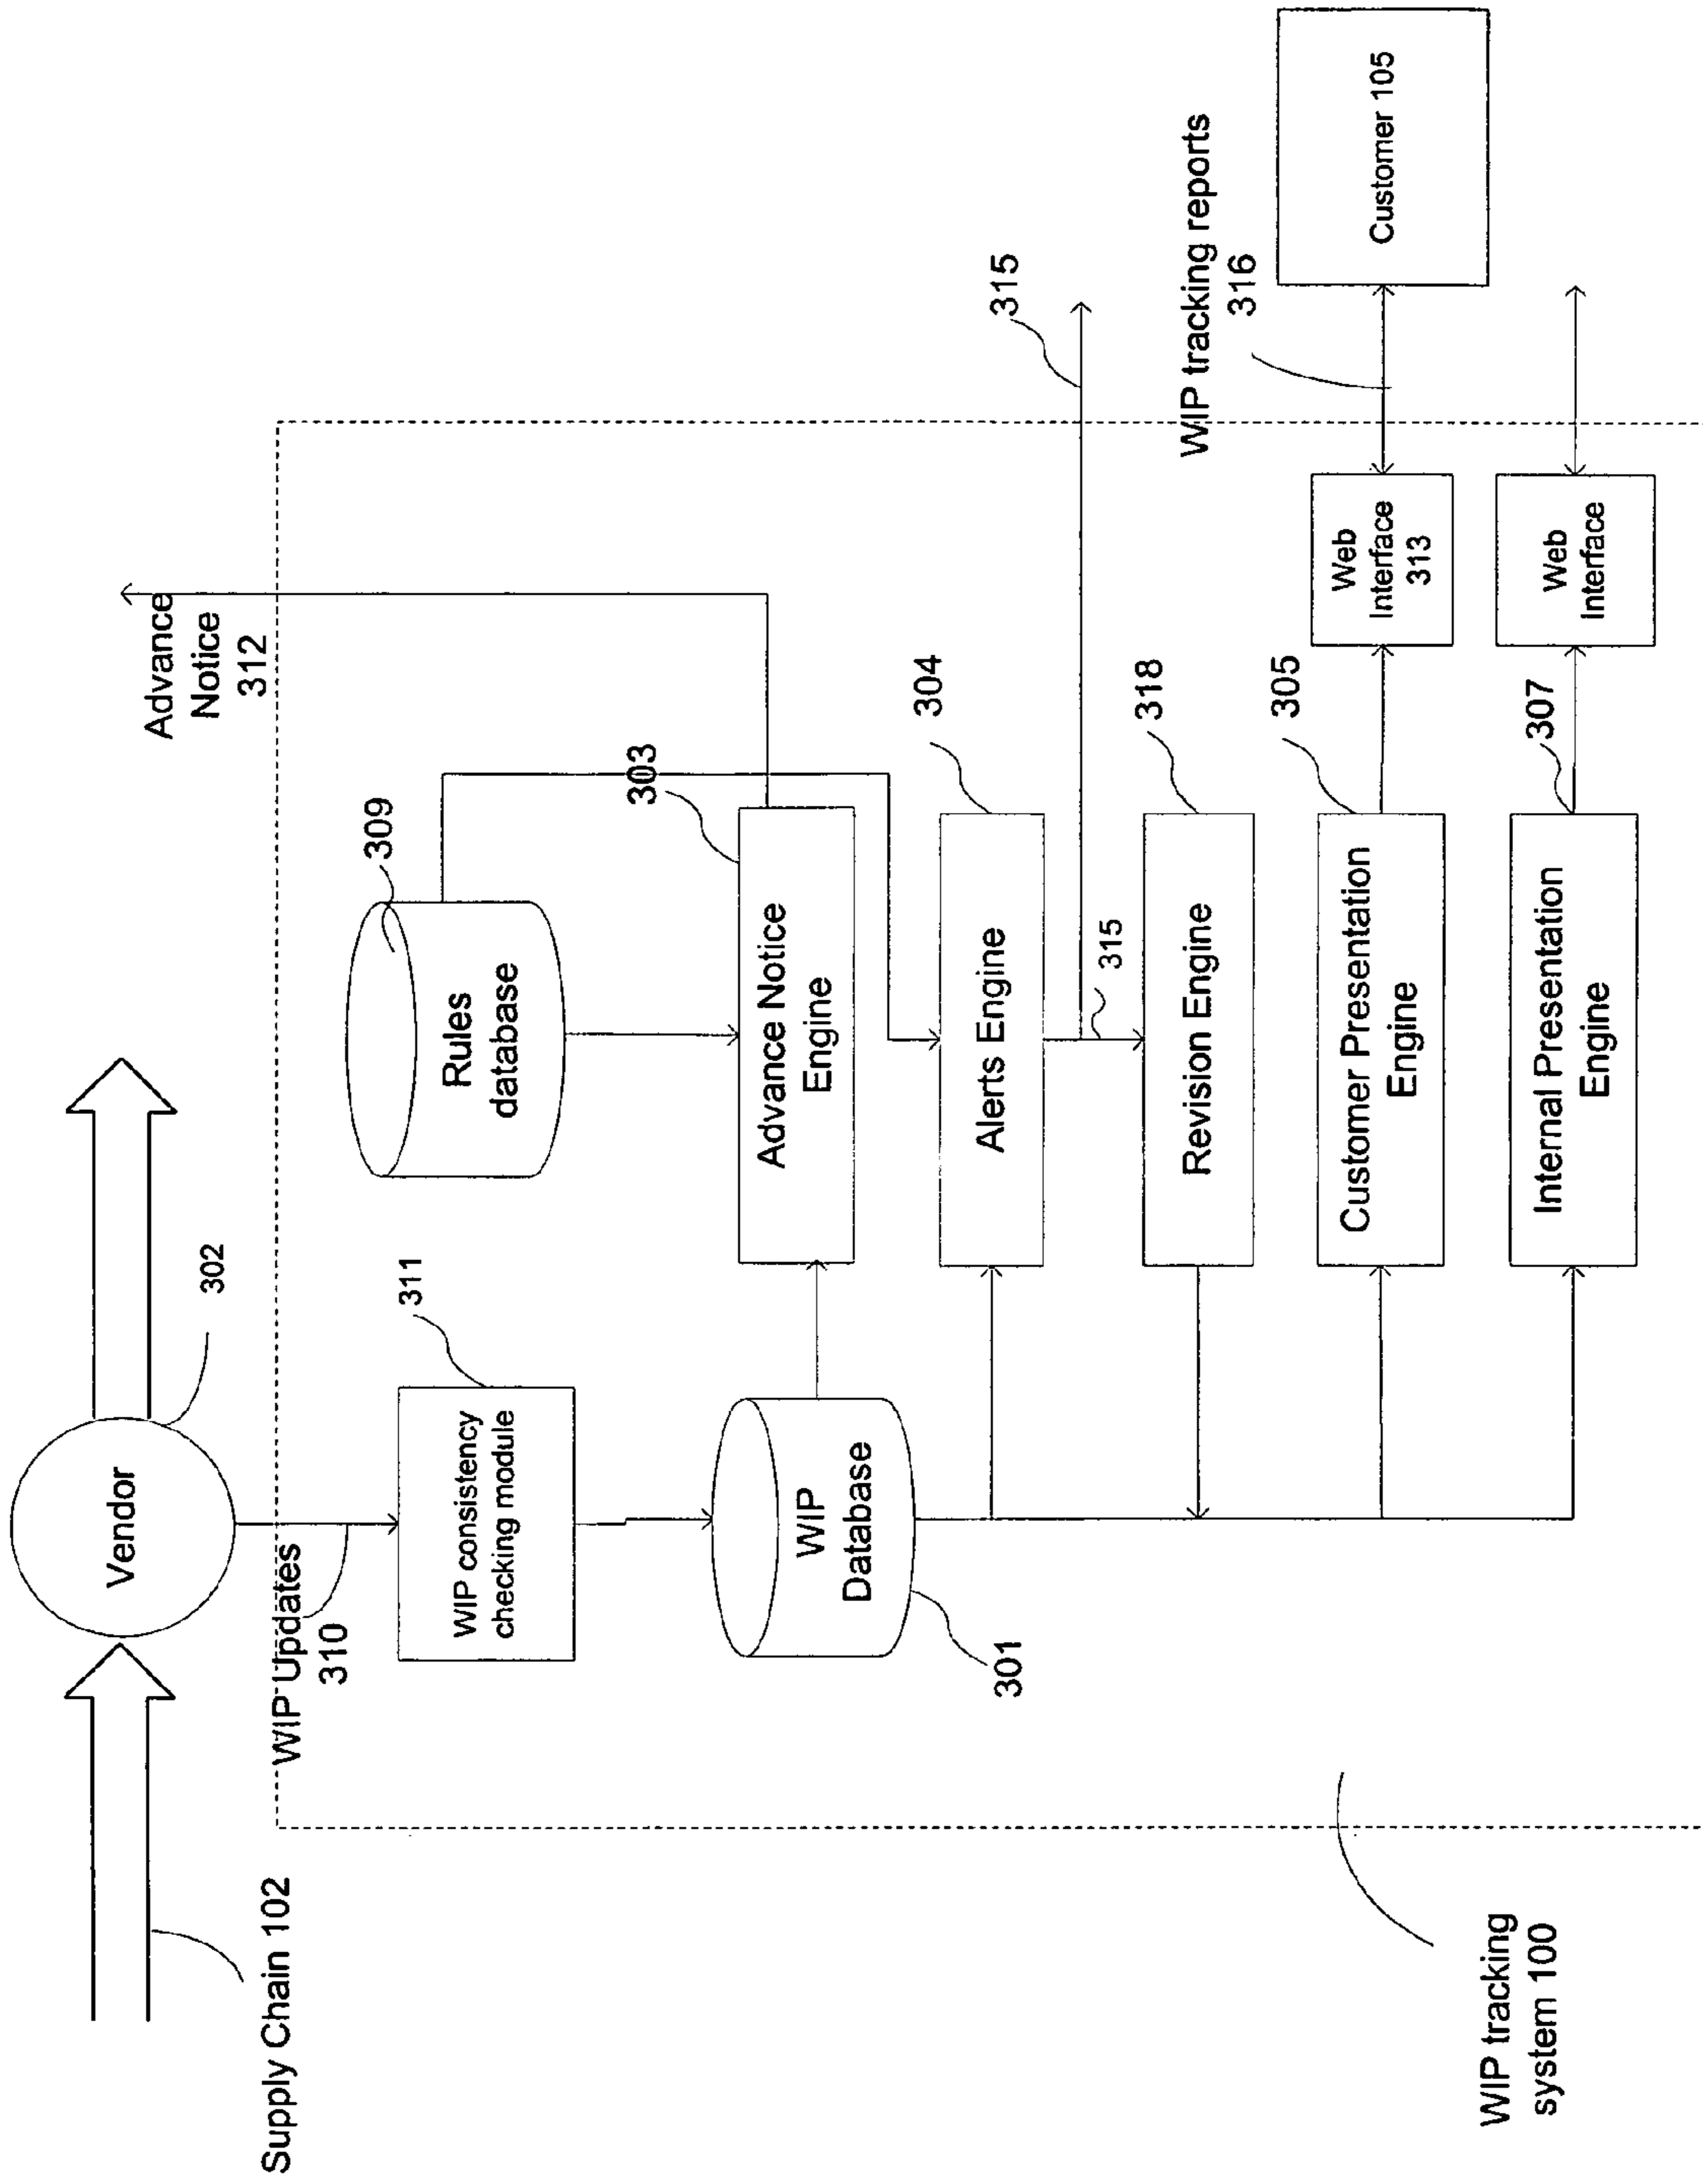 Supply Chain 102
Vendor
302
WIP Updates
310
Advance
Notice
312
WIP consistency
checking module
311
Rules
database
309
303
WIP
Database
301
Advance Notice
Engine
Alerts Engine
304
315
315
Revision Engine
318
WIP tracking reports
316
Customer Presentation
Engine
305
Web
Interface
313
Customer 105
Internal Presentation
Engine
307
Web
Interface
WIP tracking
system 100